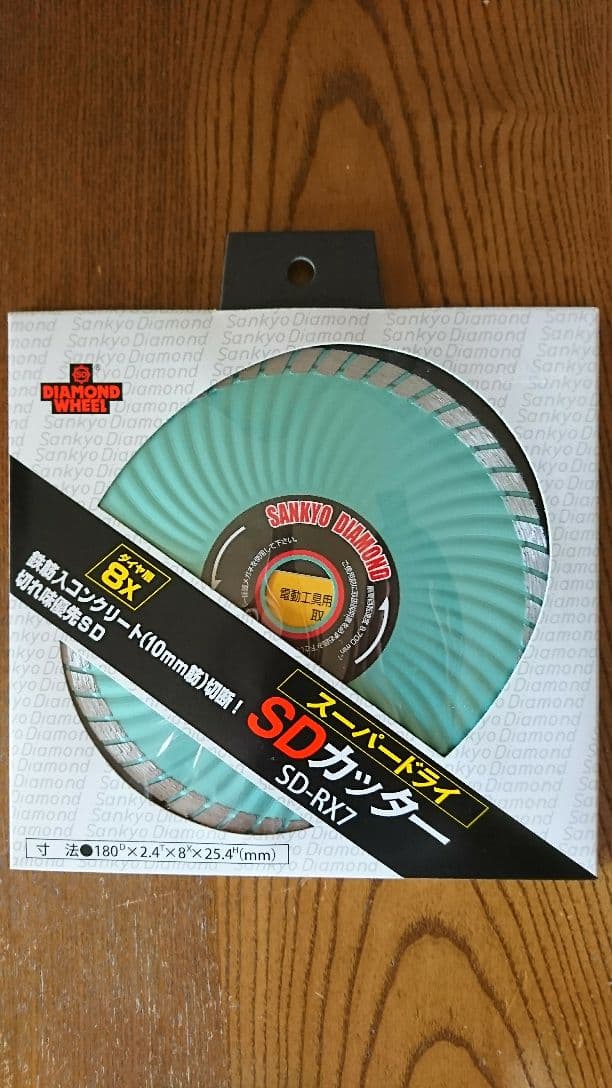 Sankyo Diamond
SD
®
DIAMOND
WHEEL
SANKYO DIAMOND
電動工具用
取
ダイヤ層
8X
鉄筋入コンクリート(10mm筋)切断!
切れ味優先SD
スーパードライ
SDカッター
SD-RX7
寸 法●180ᴰ×2.4ᵀ×8ˣ×25.4ᴴ(mm)